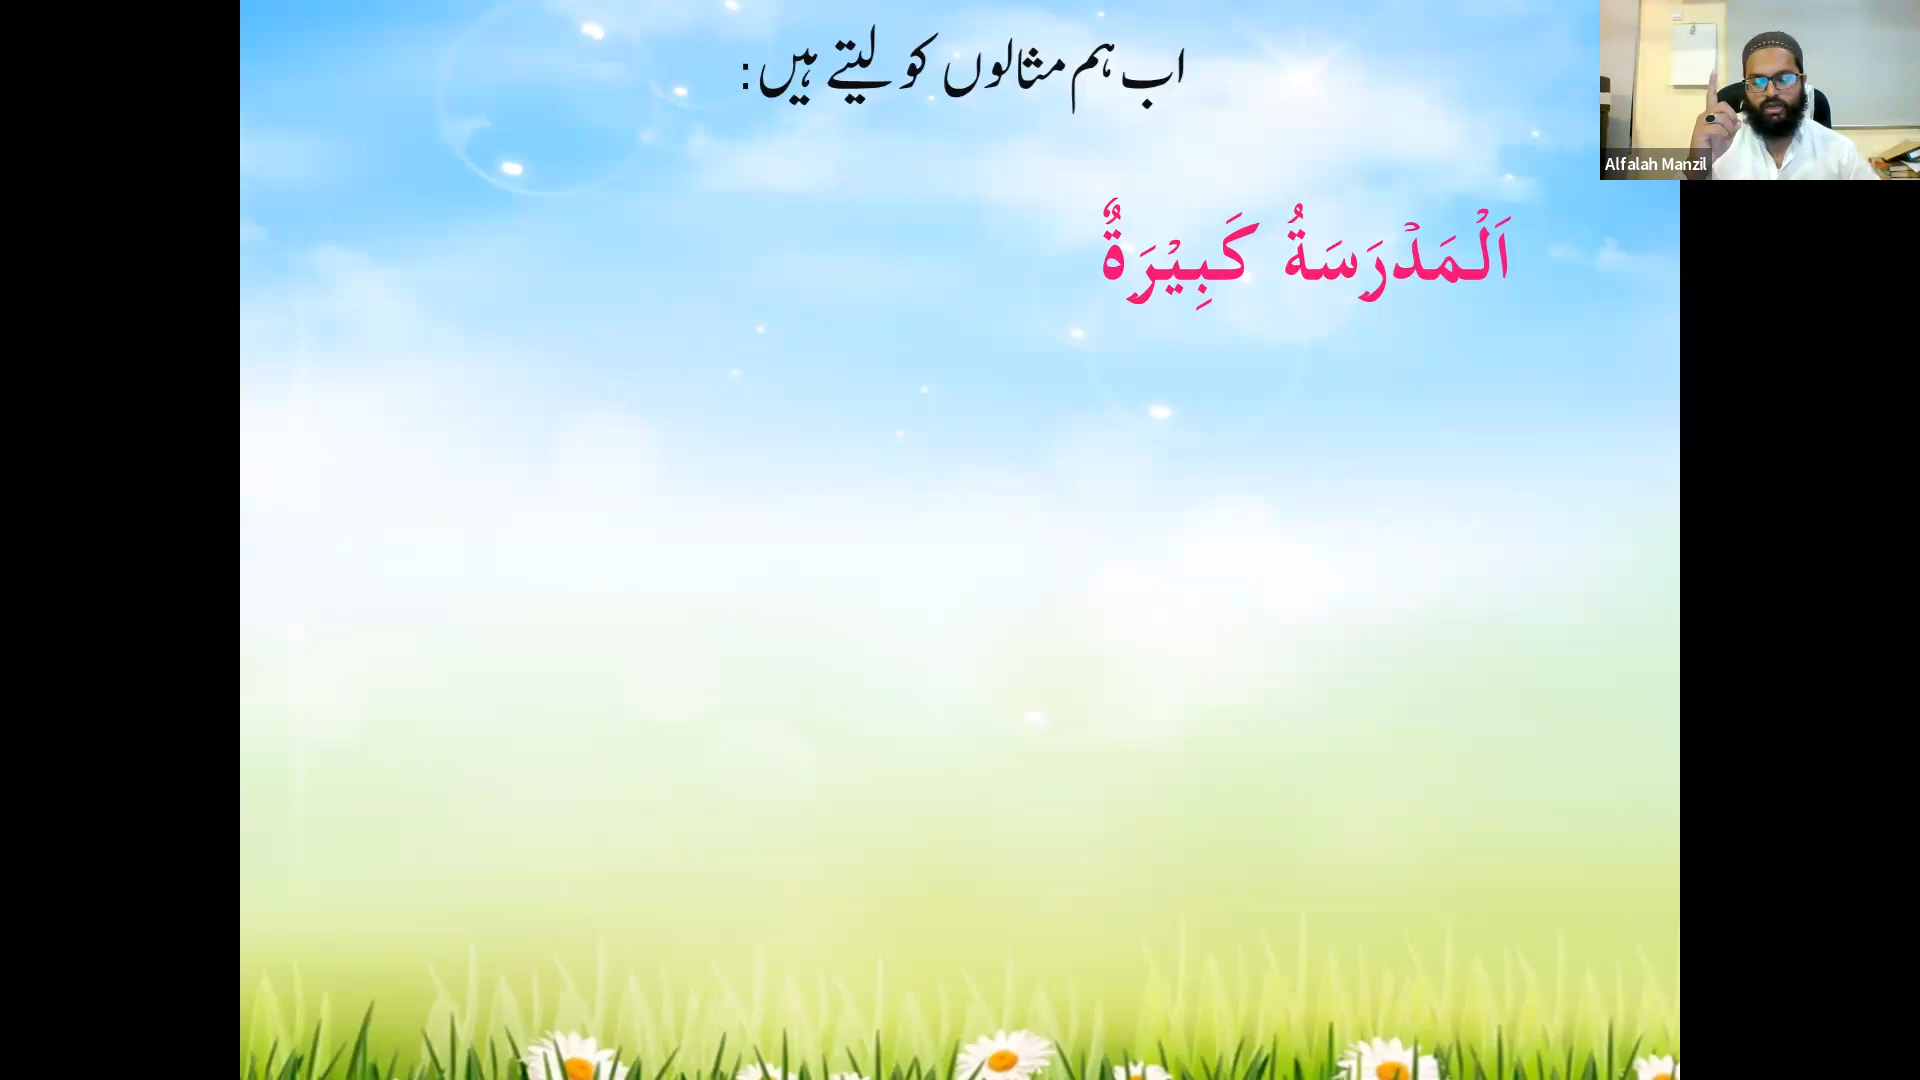 اب ہم مثالوں کو لیتے ہیں:
اَلْمَدْرَسَةُ كَبِيْرَةٌ
Alfalah Manzil